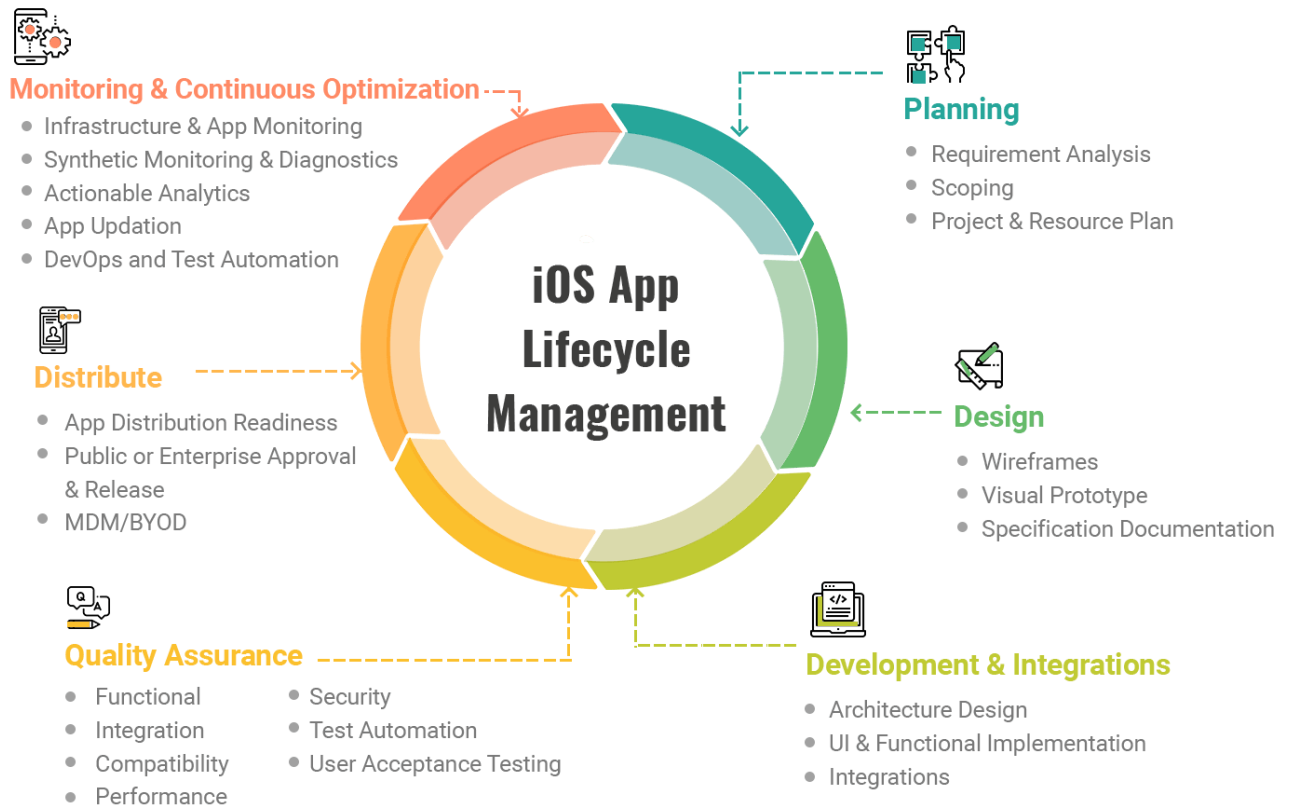 Monitoring & Continuous Optimization
Infrastructure & App Monitoring
Synthetic Monitoring & Diagnostics
Actionable Analytics
App Updation
DevOps and Test Automation
Planning
Requirement Analysis
Scoping
Project & Resource Plan
iOS App
Lifecycle
Management
Distribute
App Distribution Readiness
Public or Enterprise Approval
& Release
MDM/BYOD
Design
Wireframes
Visual Prototype
Specification Documentation
Q
A
Quality Assurance
Functional
Integration
Compatibility
Performance
Security
Test Automation
User Acceptance Testing
</>
Development & Integrations
Architecture Design
UI & Functional Implementation
Integrations